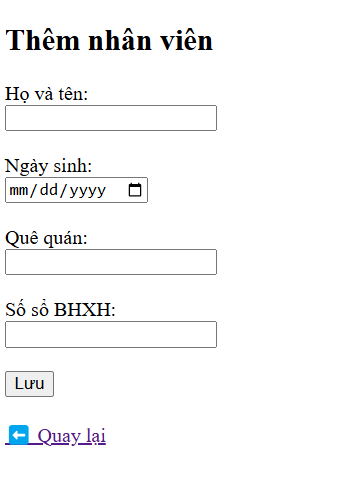 Thêm nhân viên
Họ và tên:
Ngày sinh:
mm/dd/yyyy
Quê quán:
Số sổ BHXH:
Lưu
⬅ Quay lại